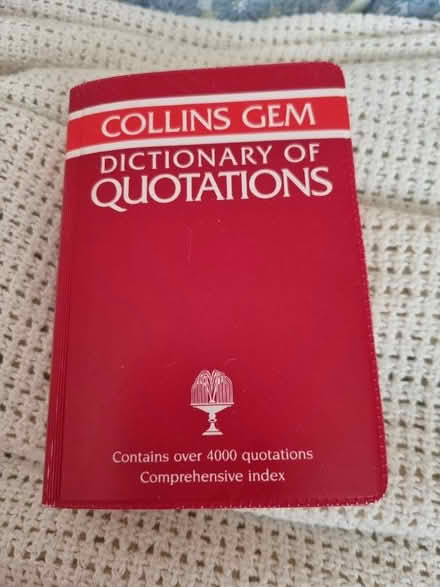 COLLINS GEM
DICTIONARY OF
QUOTATIONS
Contains over 4000 quotations
Comprehensive index